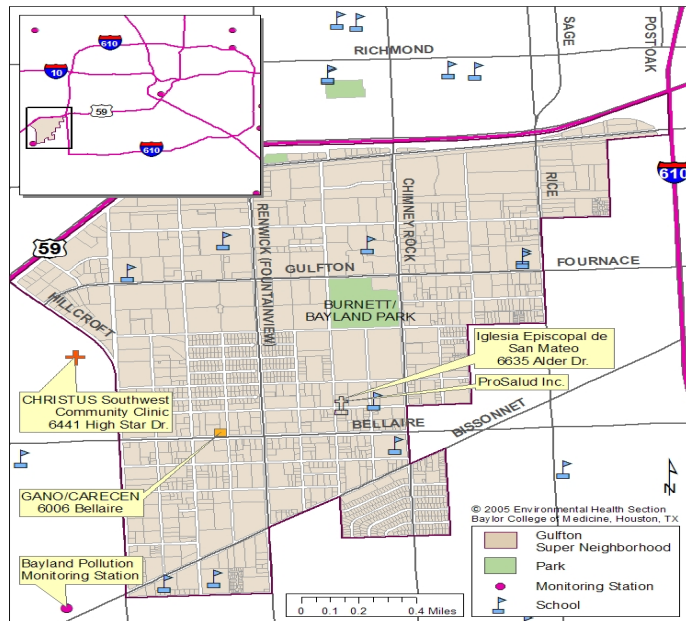 610
10
59
610
RICHMOND
SAGE
POST OAK
610
59
RENWICK (FOUNTAINVIEW)
CHIMNEY ROCK
RICE
GULFTON
FOURNACE
HILLCROFT
BURNETT/
BAYLAND PARK
Iglesia Episcopal de
San Mateo
6635 Alder Dr.
ProSalud Inc.
CHRISTUS Southwest
Community Clinic
6441 High Star Dr.
BELLAIRE
BISSONNET
GANO/CARECEN
6006 Bellaire
Bayland Pollution
Monitoring Station
N
© 2005 Environmental Health Section
Baylor College of Medicine, Houston, TX
Gulfton
Super Neighborhood
Park
Monitoring Station
School
0 0.1 0.2 0.4 Miles